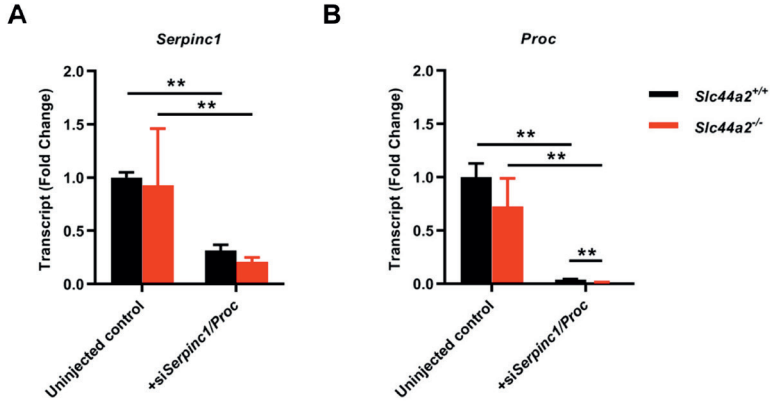 A
Serpinc1
Transcript (Fold Change)
2.0
1.5
1.0
0.5
0.0
**
**
Uninjected control
+siSerpinc1/Proc
B
Proc
Transcript (Fold Change)
2.0
1.5
1.0
0.5
0.0
**
**
**
Uninjected control
+siSerpinc1/Proc
Slc44a2+/+
Slc44a2-/-